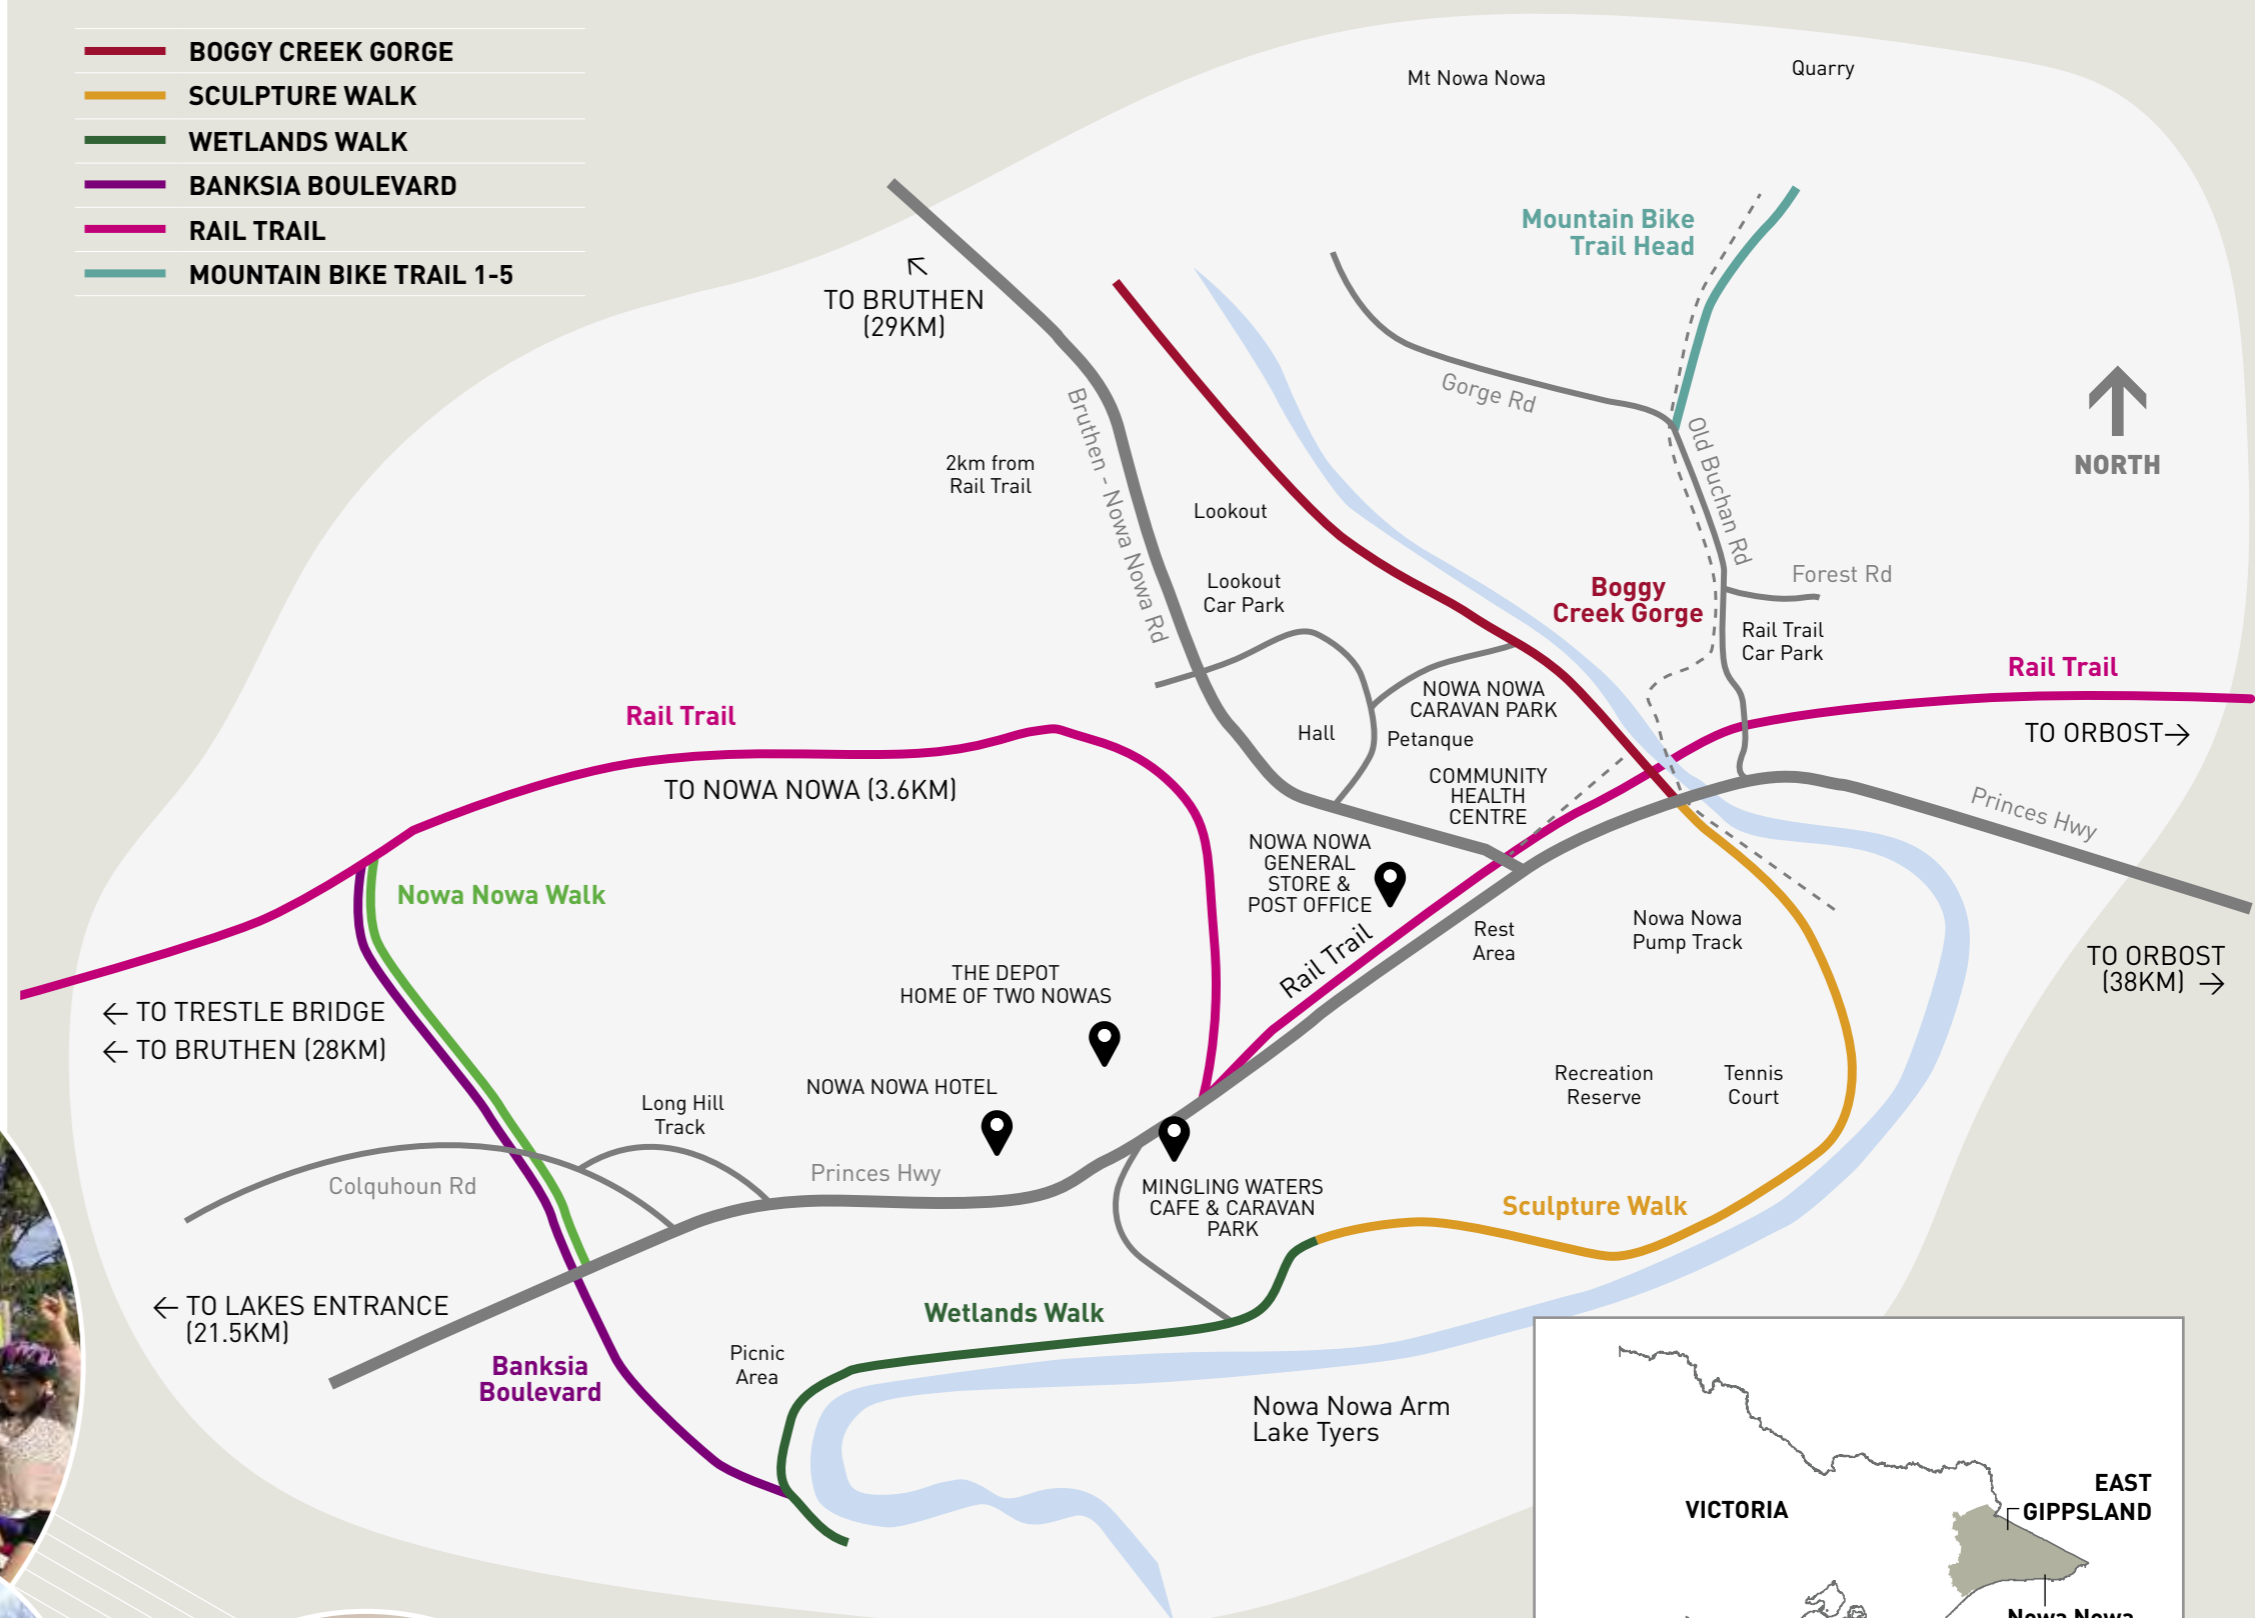 BOGGY CREEK GORGE
SCULPTURE WALK
WETLANDS WALK
BANKSIA BOULEVARD
RAIL TRAIL
MOUNTAIN BIKE TRAIL 1-5
Mt Nowa Nowa
Quarry
Mountain Bike
Trail Head
TO BRUTHEN
(29KM)
Gorge Rd
Bruthen - Nowa Nowa Rd
Old Buchan Rd
NORTH
2km from
Rail Trail
Lookout
Lookout
Car Park
Boggy
Creek Gorge
Forest Rd
Rail Trail
Car Park
Rail Trail
TO ORBOST→
Rail Trail
TO NOWA NOWA (3.6KM)
NOWA NOWA
CARAVAN PARK
Hall
Petanque
COMMUNITY
HEALTH
CENTRE
Princes Hwy
NOWA NOWA
GENERAL
STORE &
POST OFFICE
Nowa Nowa Walk
Rail Trail
Rest
Area
Nowa Nowa
Pump Track
TO ORBOST
(38KM) →
THE DEPOT
HOME OF TWO NOWAS
← TO TRESTLE BRIDGE
← TO BRUTHEN (28KM)
NOWA NOWA HOTEL
Recreation
Reserve
Tennis
Court
Long Hill
Track
Colquhoun Rd
Princes Hwy
MINGLING WATERS
CAFE & CARAVAN
PARK
Sculpture Walk
← TO LAKES ENTRANCE
(21.5KM)
Wetlands Walk
Banksia
Boulevard
Picnic
Area
Nowa Nowa Arm
Lake Tyers
VICTORIA
EAST
GIPPSLAND
Nowa Nowa